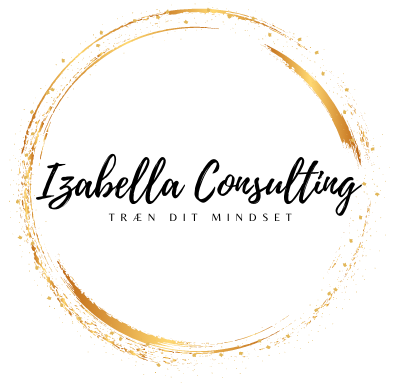 Izabella Consulting
TRÆN DIT MINDSET